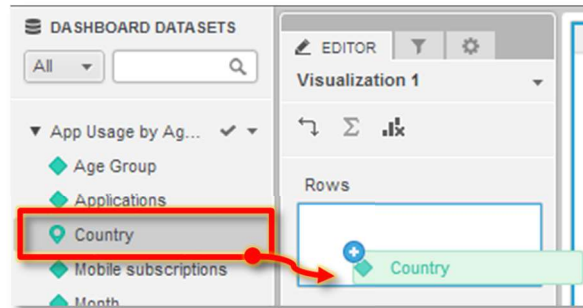 DASHBOARD DATASETS
All
App Usage by Ag...
Age Group
Applications
Country
Mobile subscriptions
Month
EDITOR
Visualization 1
Rows
Country